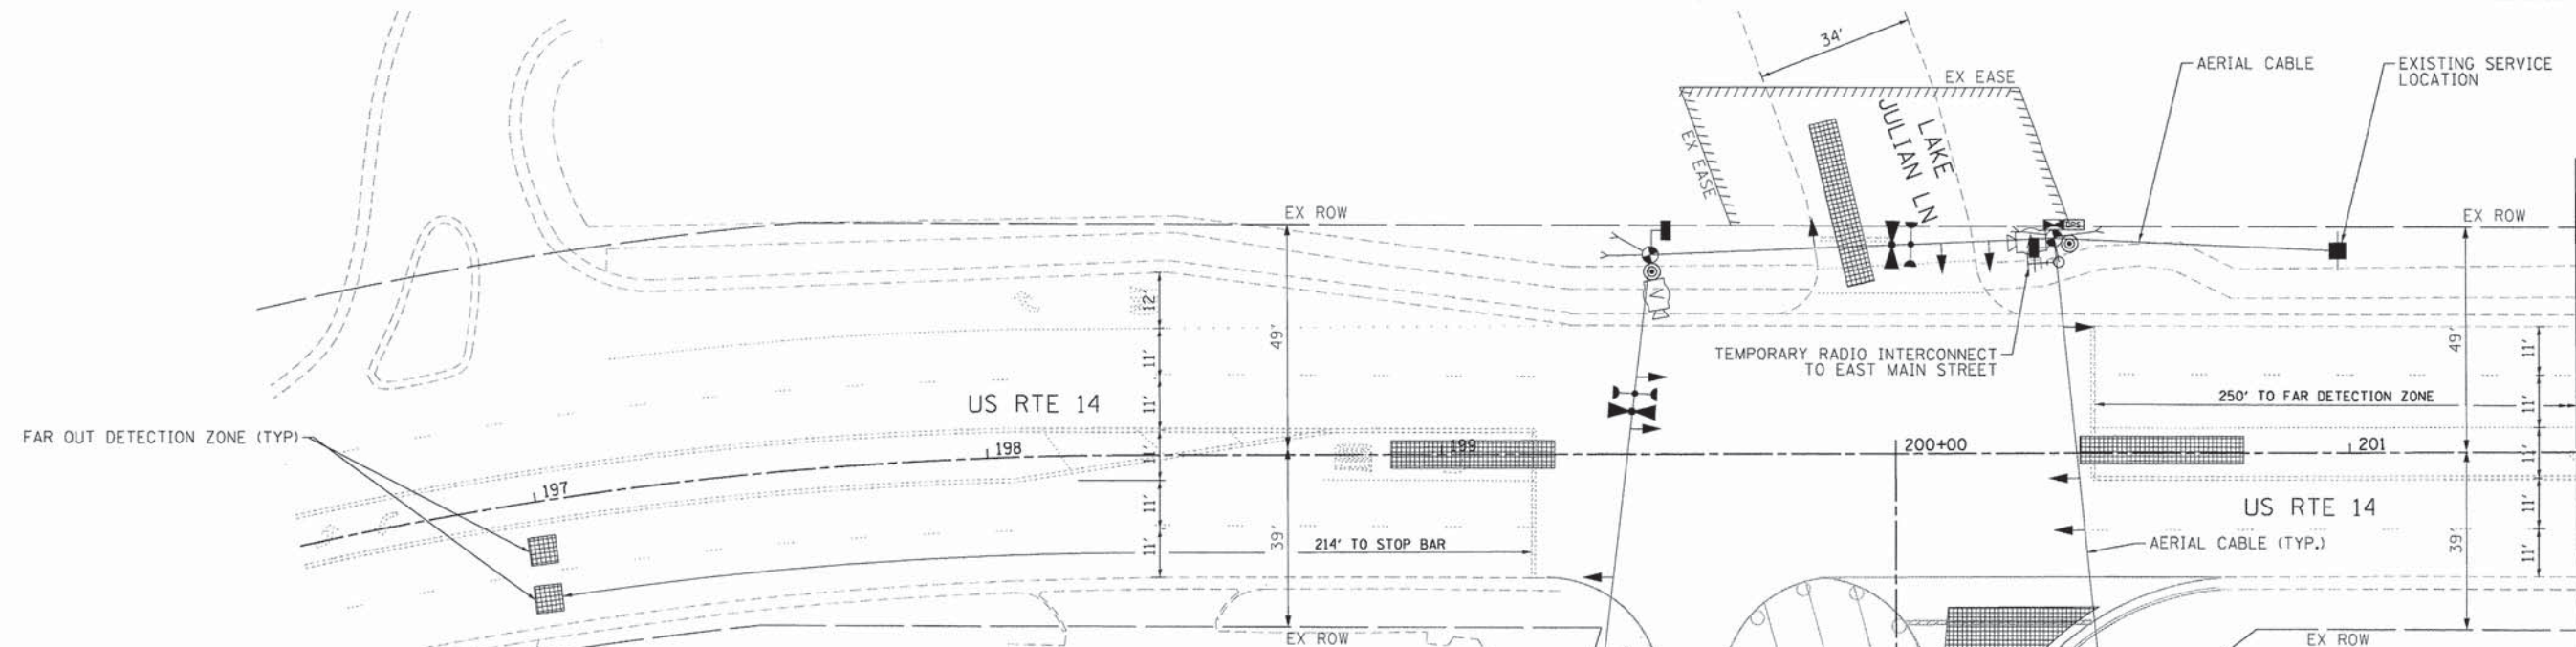 34'
EX EASE
AERIAL CABLE
EXISTING SERVICE
LOCATION
LAKE
JULIAN LN
EX EASE
EX ROW
EX ROW
12'
49'
11'
TEMPORARY RADIO INTERCONNECT
TO EAST MAIN STREET
49'
11'
US RTE 14
11'
250' TO FAR DETECTION ZONE
11'
FAR OUT DETECTION ZONE (TYP)
198
11'
199
200+00
201
11'
197
11'
US RTE 14
11'
39'
214' TO STOP BAR
11'
AERIAL CABLE (TYP.)
39'
11'
EX ROW
EX ROW